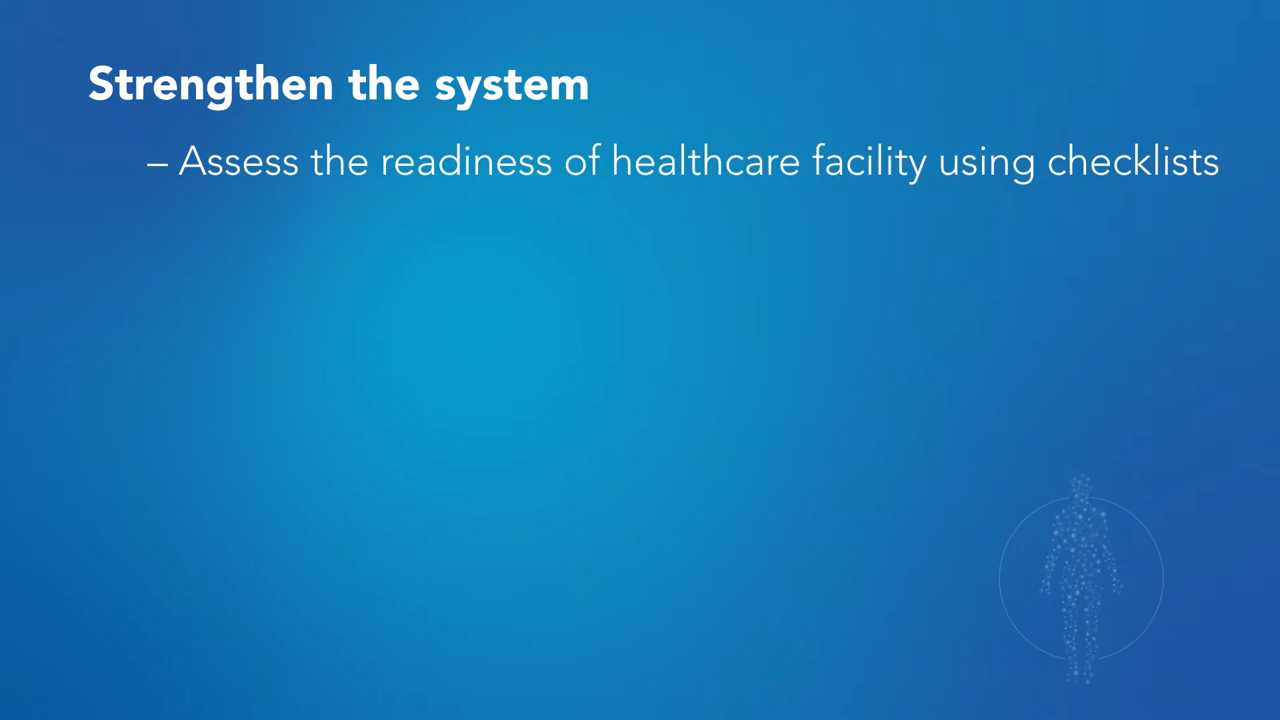 Strengthen the system
– Assess the readiness of healthcare facility using checklists